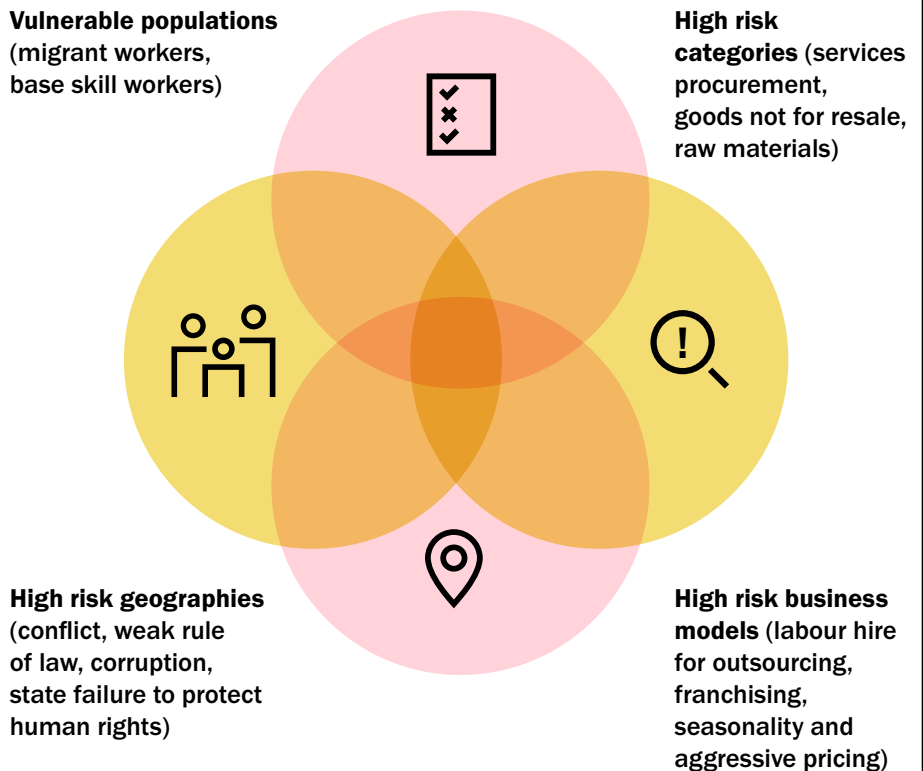 Vulnerable populations
(migrant workers,
base skill workers)
High risk
categories (services
procurement,
goods not for resale,
raw materials)
!
High risk geographies
(conflict, weak rule
of law, corruption,
state failure to protect
human rights)
High risk business
models (labour hire
for outsourcing,
franchising,
seasonality and
aggressive pricing)